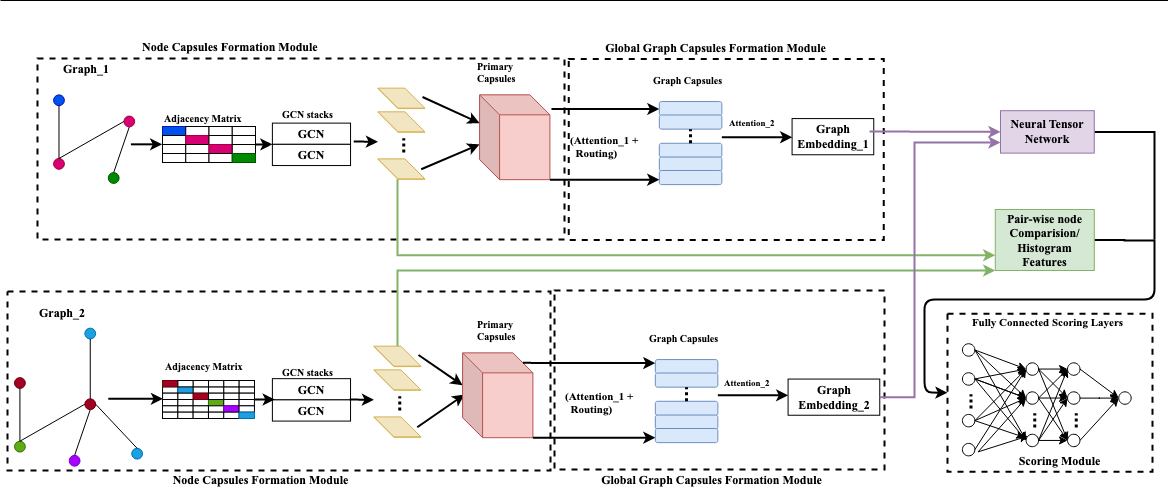 Node Capsules Formation Module
Global Graph Capsules Formation Module
Graph_1
Primary
Capsules
Graph Capsules
Adjacency Matrix
GCN stacks
GCN
GCN
(Attention_1 +
Routing)
Attention_2
Graph
Embedding_1
Neural Tensor
Network
Pair-wise node
Comparision/
Histogram
Features
Graph_2
Primary
Capsules
Graph Capsules
Adjacency Matrix
GCN stacks
GCN
GCN
(Attention_1 +
Routing)
Attention_2
Graph
Embedding_2
Fully Connected Scoring Layers
Scoring Module
Node Capsules Formation Module
Global Graph Capsules Formation Module